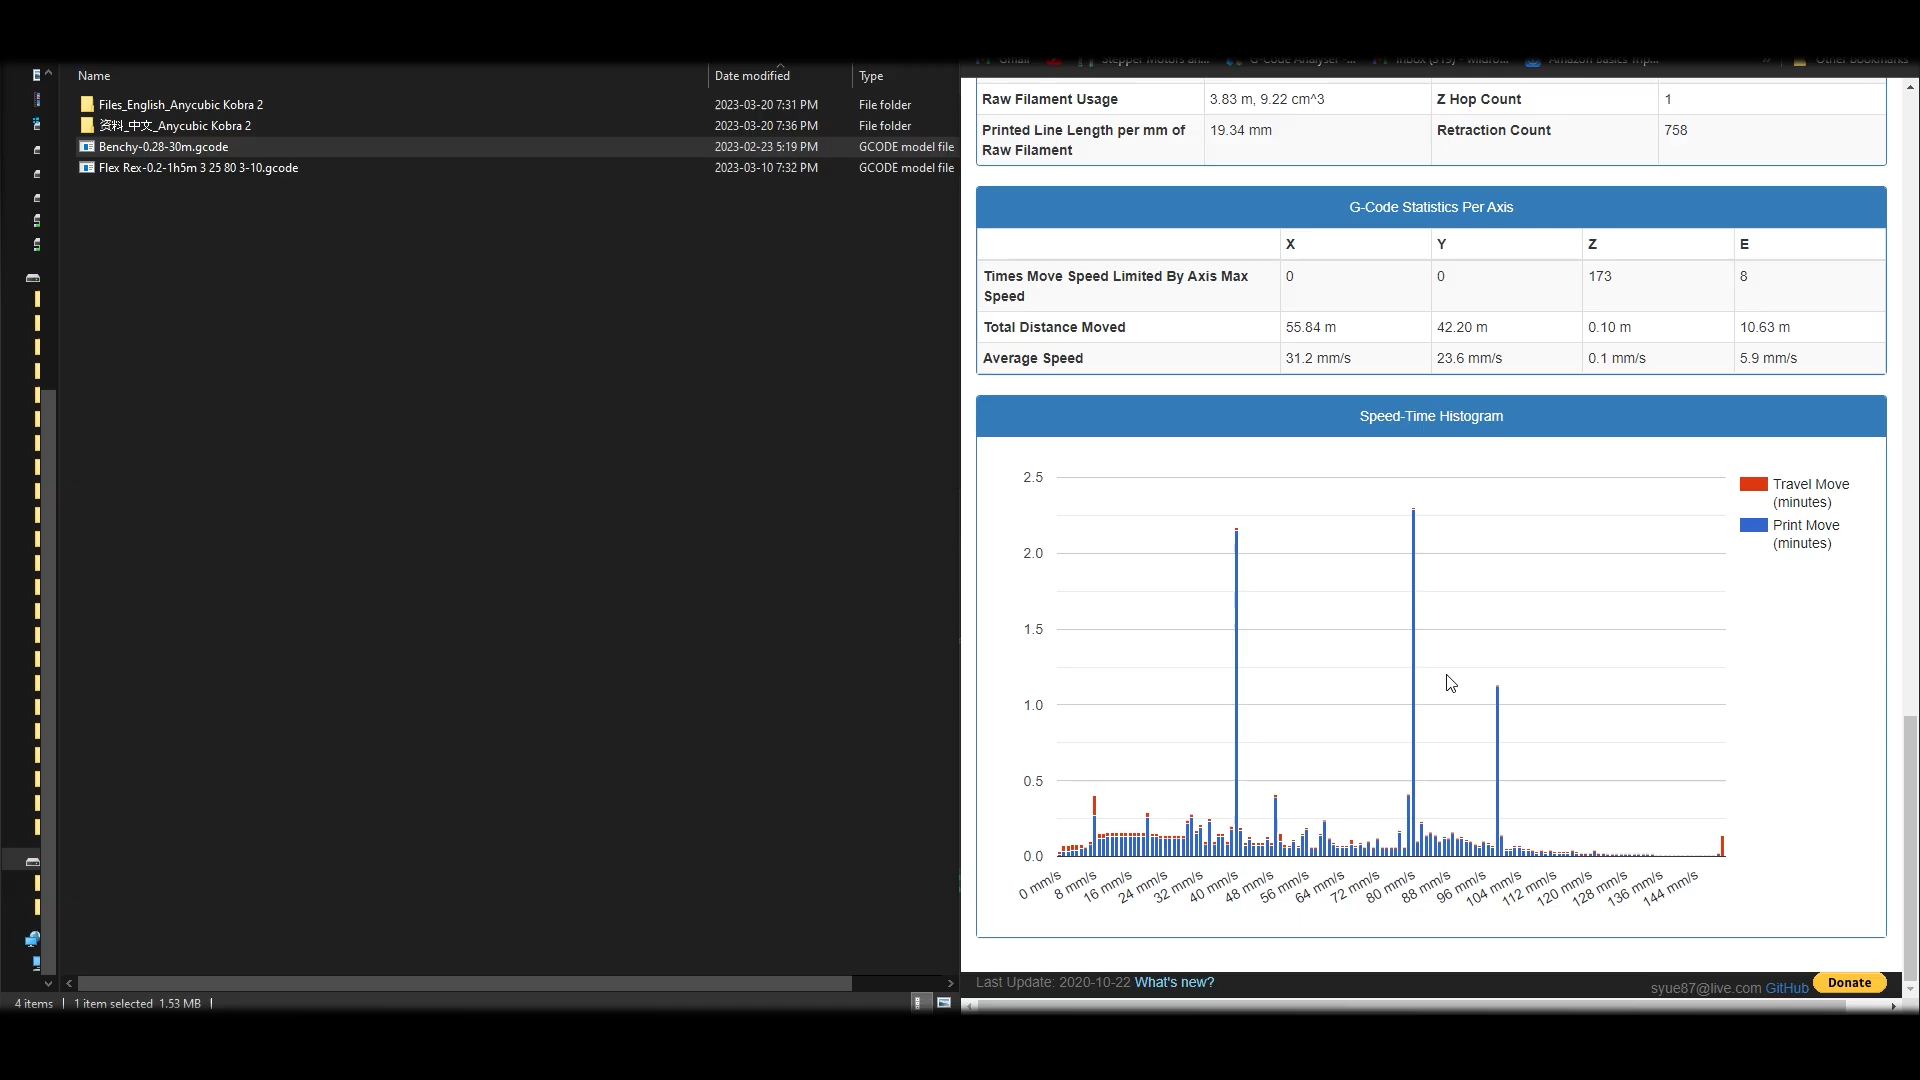 Name Date modified Type
Files_English_Anycubic Kobra 2 2023-03-20 7:31 PM File folder
资料_中文_Anycubic Kobra 2 2023-03-20 7:36 PM File folder
Benchy-0.28-30m.gcode 2023-02-23 5:19 PM GCODE model file
Flex Rex-0.2-1h5m 3 25 80 3-10.gcode 2023-03-10 7:32 PM GCODE model file
4 items 1 item selected 1.53 MB
Gmail Stepper Motors an... G-Code Analyser -... Amazon Basics Trip... Other bookmarks
Raw Filament Usage 3.83 m, 9.22 cm^3 Z Hop Count 1
Printed Line Length per mm of 19.34 mm Retraction Count 758
Raw Filament
G-Code Statistics Per Axis
X Y Z E
Times Move Speed Limited By Axis Max 0 0 173 8
Speed
Total Distance Moved 55.84 m 42.20 m 0.10 m 10.63 m
Average Speed 31.2 mm/s 23.6 mm/s 0.1 mm/s 5.9 mm/s
Speed-Time Histogram
2.5
2.0
1.5
1.0
0.5
0.0
0 mm/s 8 mm/s 16 mm/s 24 mm/s 32 mm/s 40 mm/s 48 mm/s 56 mm/s 64 mm/s 72 mm/s 80 mm/s 88 mm/s 96 mm/s 104 mm/s 112 mm/s 120 mm/s 128 mm/s 136 mm/s 144 mm/s
Travel Move
(minutes)
Print Move
(minutes)
Last Update: 2020-10-22 What's new?
syue87@live.com GitHub Donate